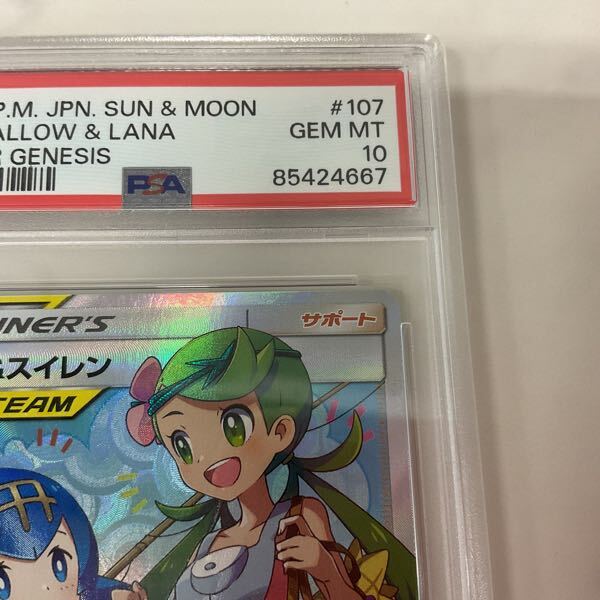 P.M. JPN. SUN & MOON #107
ALLOW & LANA GEM MT
R GENESIS 10
PSA 85424667
NER'S サポート
&スイレン
TEAM